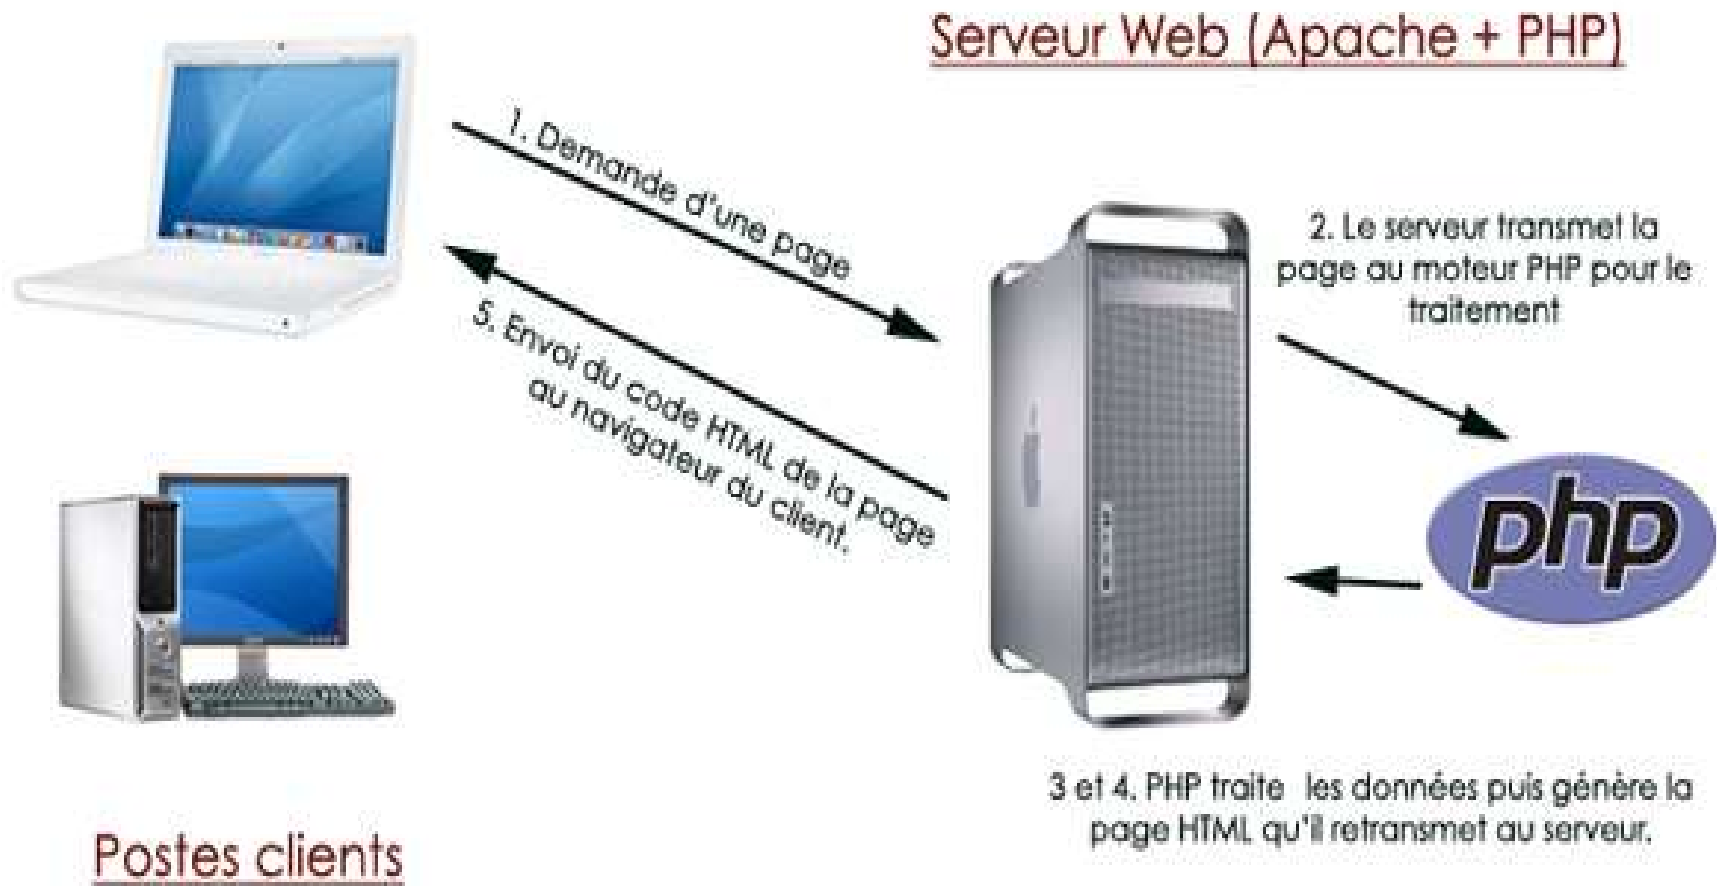 Serveur Web (Apache + PHP)
1. Demande d'une page
2. Le serveur transmet la
page au moteur PHP pour le
traitement
5. Envoi du code HTML de la page
au navigateur du client.
php
3 et 4. PHP traite les données puis génère la
page HTML qu'il retransmet au serveur.
Postes clients